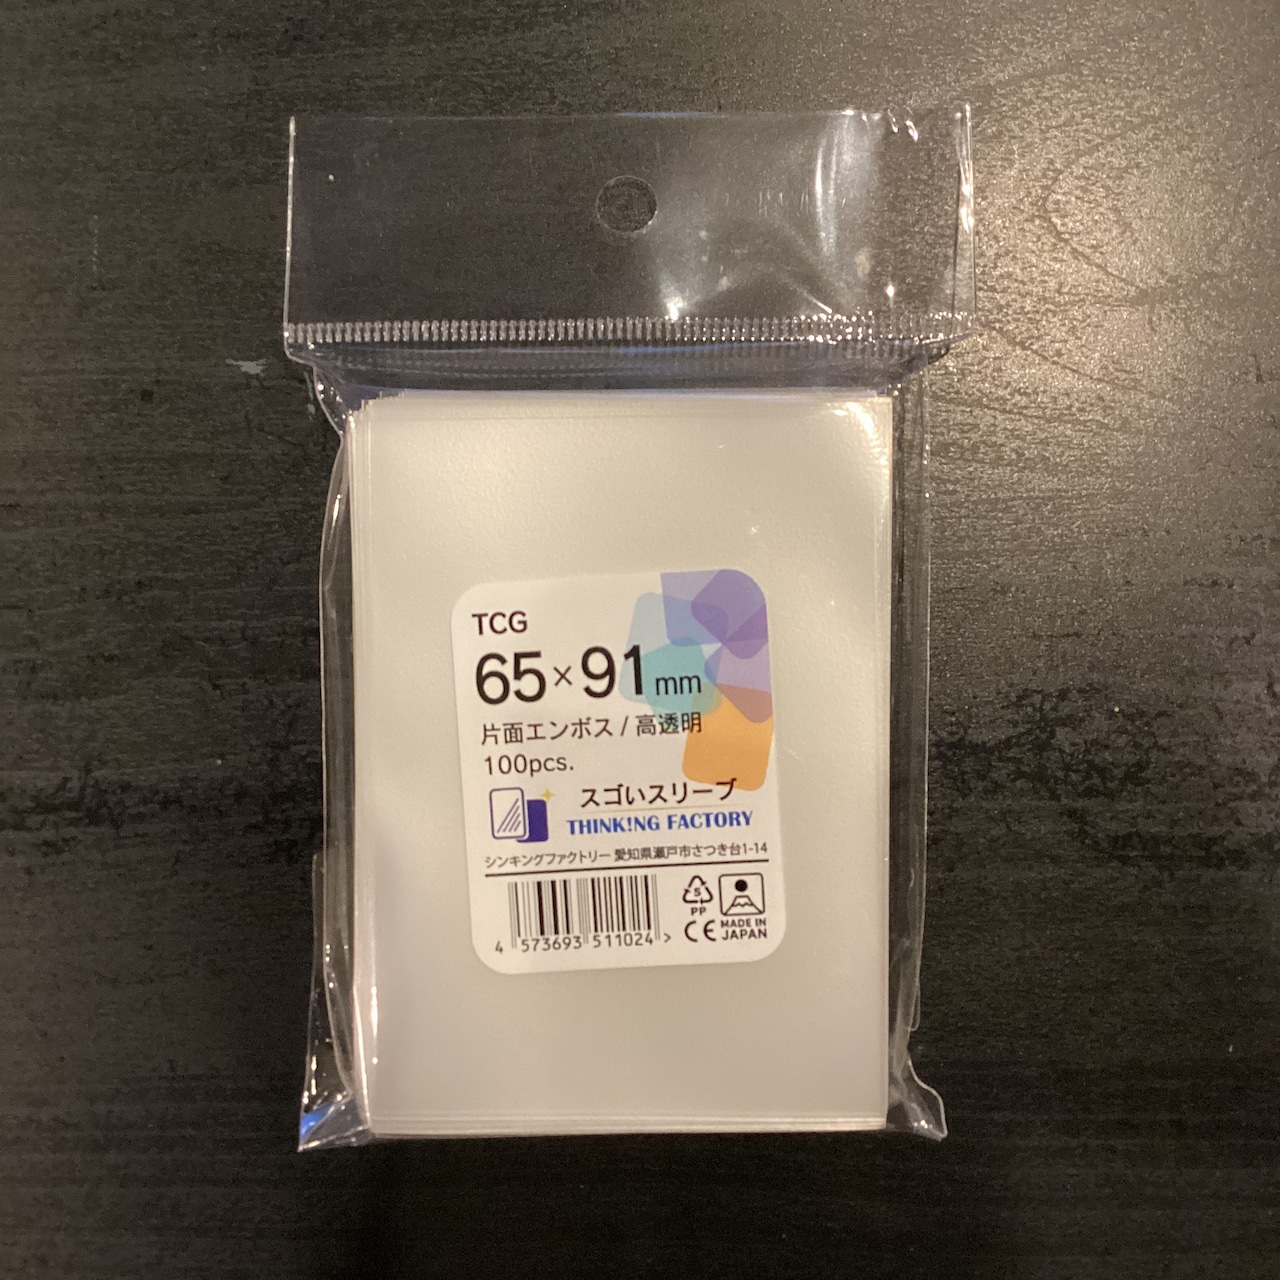 TCG
65×91mm
片面エンボス / 高透明
100pcs.
スゴいスリーブ
THINK!NG FACTORY
シンキングファクトリー 愛知県瀬戸市さつき台1-14
5
PP
CE
MADE IN
JAPAN
4 573693 511024 >